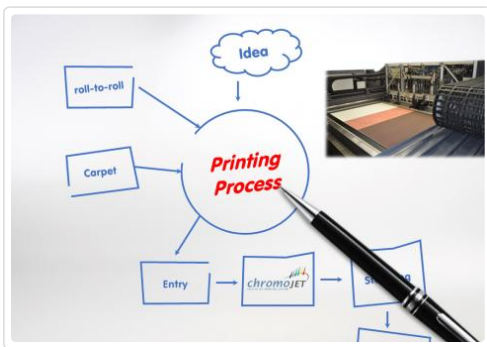 Idea
roll-to-roll
Printing
Process
Carpet
Entry
chromoJET